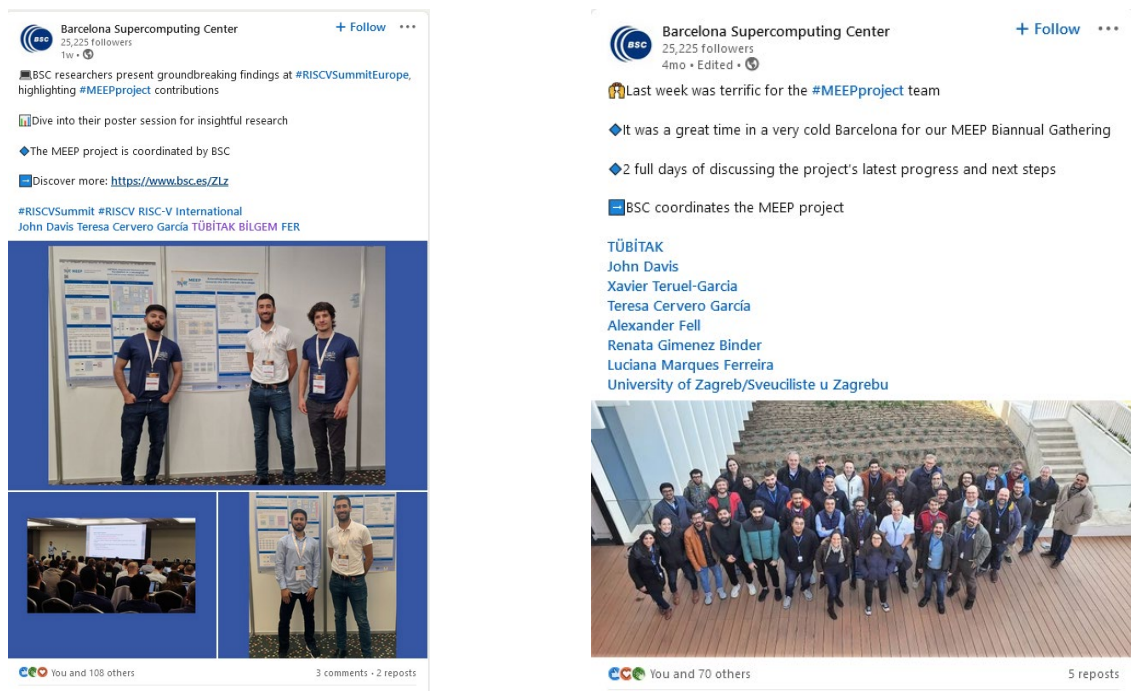 Barcelona Supercomputing Center
25,225 followers
1w •
+ Follow
💻BSC researchers present groundbreaking findings at #RISCVSummitEurope,
highlighting #MEEPproject contributions
📊Dive into their poster session for insightful research
🔹The MEEP project is coordinated by BSC
➡️Discover more: https://www.bsc.es/ZLz
#RISCVSummit #RISCV RISC-V International
John Davis Teresa Cervero García TÜBİTAK BİLGEM FER
MEEP
MEEP
You and 108 others
3 comments • 2 reposts
Barcelona Supercomputing Center
25,225 followers
4mo • Edited •
+ Follow
Last week was terrific for the #MEEPproject team
🔹It was a great time in a very cold Barcelona for our MEEP Biannual Gathering
🔹2 full days of discussing the project's latest progress and next steps
➡️BSC coordinates the MEEP project
TÜBİTAK
John Davis
Xavier Teruel-Garcia
Teresa Cervero García
Alexander Fell
Renata Gimenez Binder
Luciana Marques Ferreira
University of Zagreb/Sveuciliste u Zagrebu
You and 70 others
5 reposts